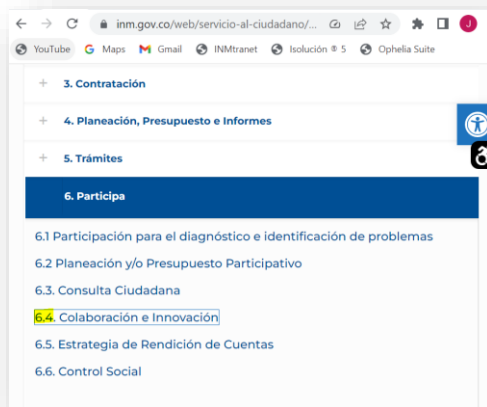 inm.gov.co/web/servicio-al-ciudadano/...
J
YouTube Maps Gmail INMtranet Isolución ® 5 Ophelia Suite
+ 3. Contratación
+ 4. Planeación, Presupuesto e Informes
+ 5. Trámites
6. Participa
6.1 Participación para el diagnóstico e identificación de problemas
6.2 Planeación y/o Presupuesto Participativo
6.3. Consulta Ciudadana
6.4. Colaboración e Innovación
6.5. Estrategia de Rendición de Cuentas
6.6. Control Social